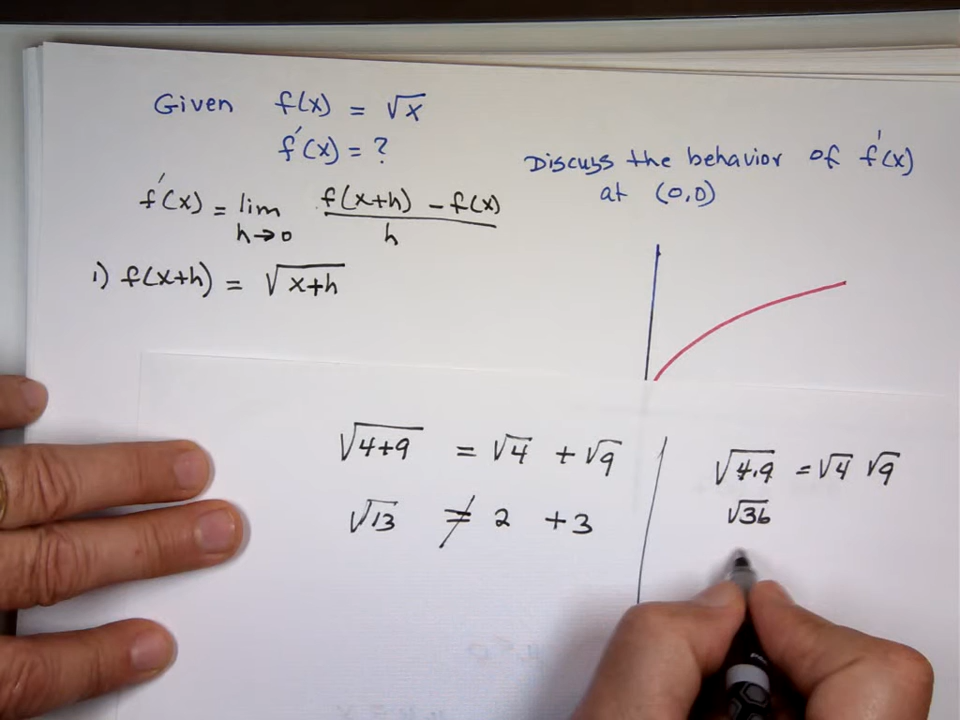 Given f(x) = √x
f'(x) = ?
Discuss the behavior of f'(x)
at (0,0)
f'(x) = lim f(x+h) - f(x)
h→0 h
1) f(x+h) = √x+h
√4+9 = √4 + √9
√13 ≠ 2 + 3
√4.9 = √4 √9
√36